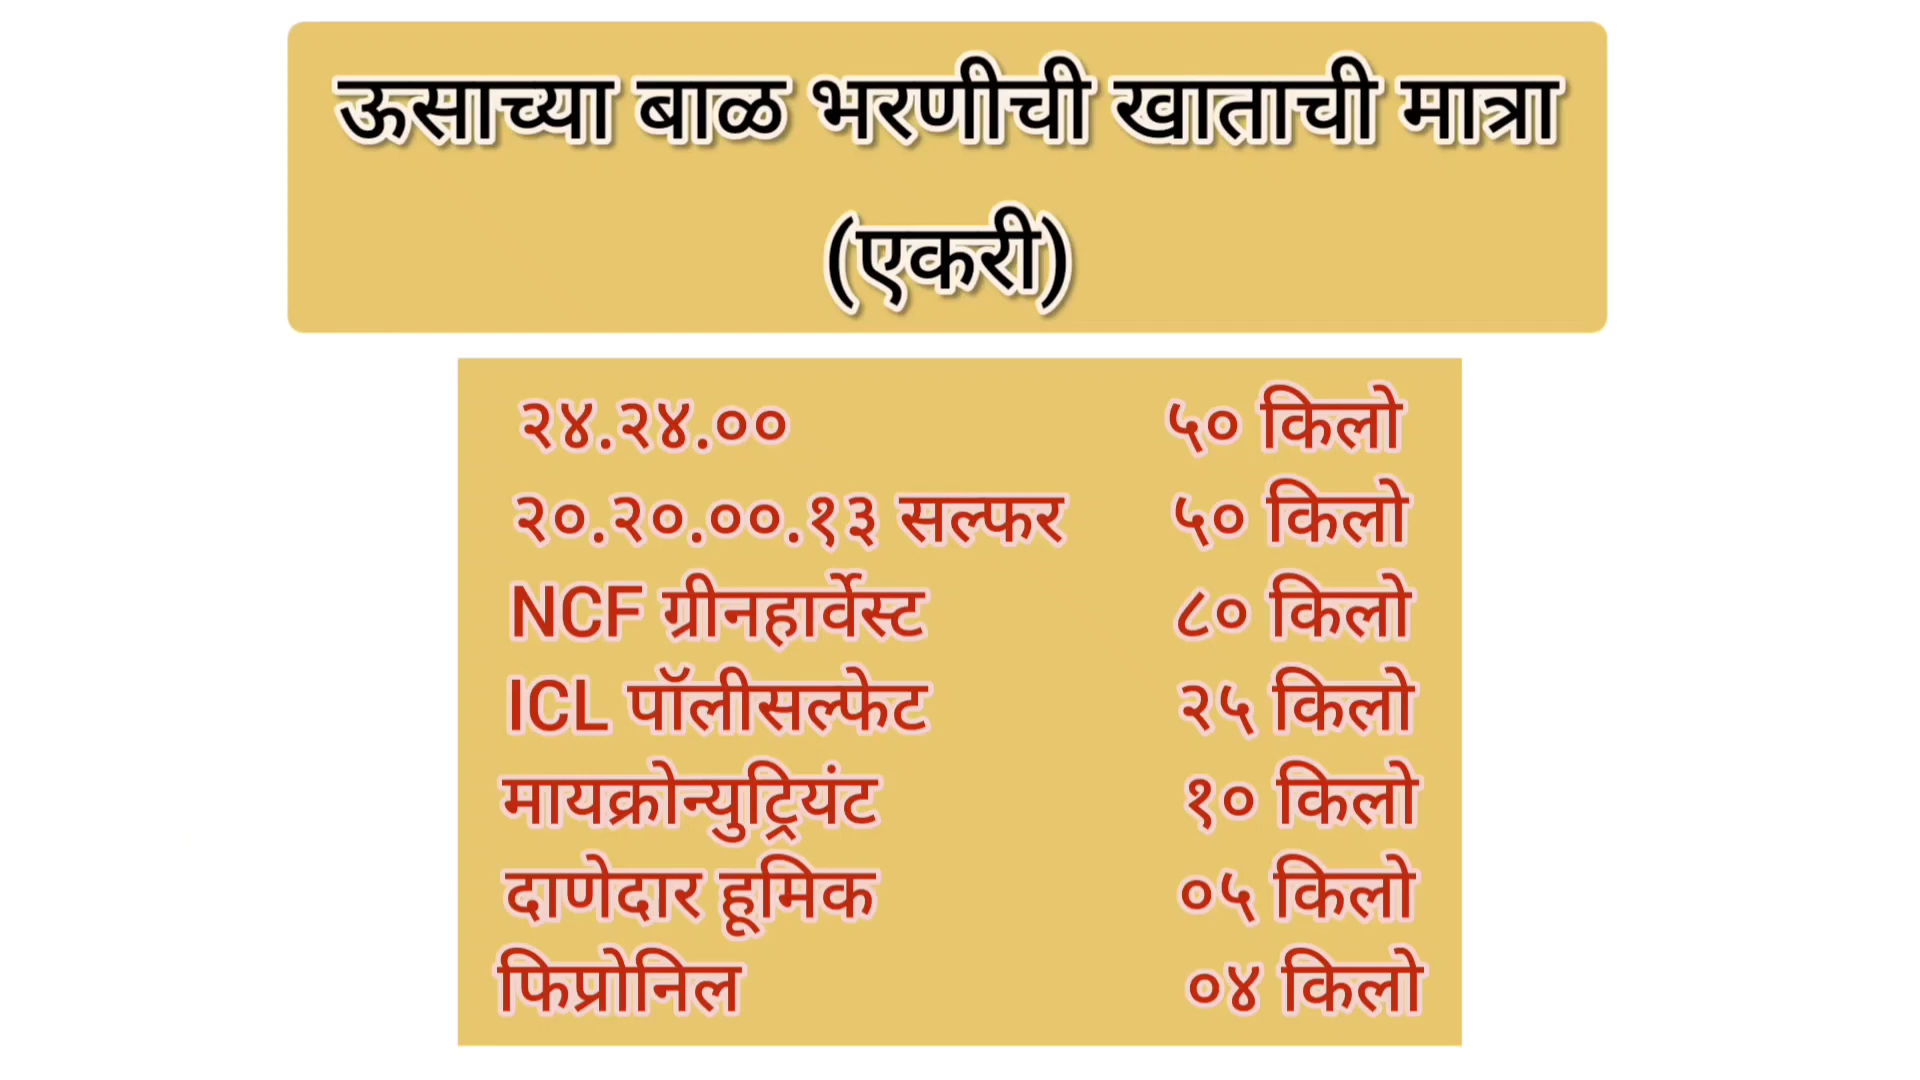 ऊसाच्या बाळ भरणीची खाताची मात्रा
(एकरी)
२४.२४.०० ५० किलो
२०.२०.००.१३ सल्फर ५० किलो
NCF ग्रीनहार्वेस्ट ८० किलो
ICL पॉलीसल्फेट २५ किलो
मायक्रोन्युट्रियंट १० किलो
दाणेदार हूमिक ०५ किलो
फिप्रोनिल ०४ किलो